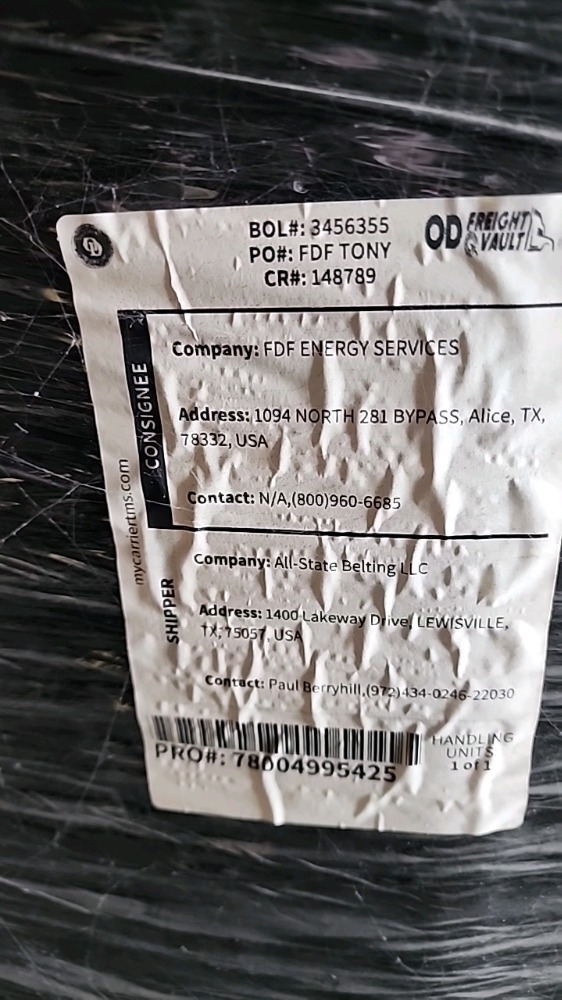 BOL#: 3456355
PO#: FDF TONY
CR#: 148789
OD FREIGHT
VAULT
CONSIGNEE
Company: FDF ENERGY SERVICES
Address: 1094 NORTH 281 BYPASS, Alice, TX,
78332, USA
Contact: N/A,(800)960-6685
mycarriertms.com
SHIPPER
Company: All-State Belting LLC
Address: 1400 Lakeway Drive, LEWISVILLE,
TX, 75057, USA
Contact: Paul Berryhill,(972)434-0246-22030
PRO#: 78004995425
HANDLING
UNITS
1 of 1